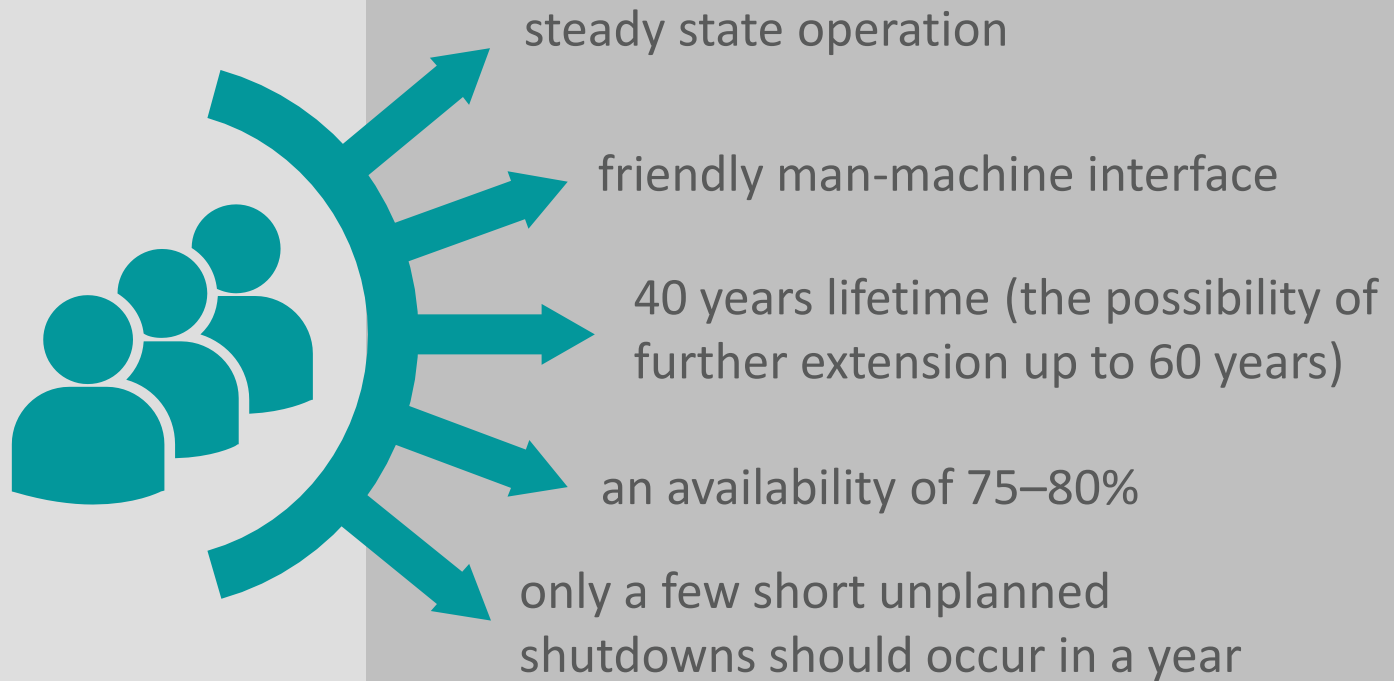 steady state operation
friendly man-machine interface
40 years lifetime (the possibility of
further extension up to 60 years)
an availability of 75–80%
only a few short unplanned
shutdowns should occur in a year